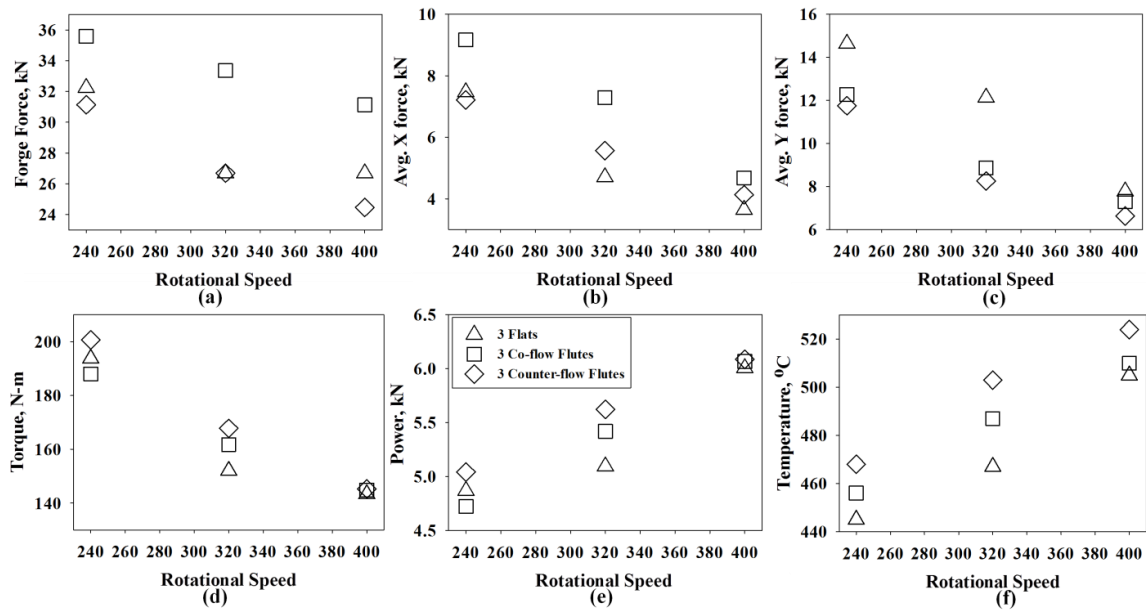 36
34
32
30
28
26
24
Forge Force, kN
240 260 280 300 320 340 360 380 400
Rotational Speed
(a)
10
8
6
4
Avg. X force, kN
240 260 280 300 320 340 360 380 400
Rotational Speed
(b)
16
14
12
10
8
6
Avg. Y force, kN
240 260 280 300 320 340 360 380 400
Rotational Speed
(c)
200
180
160
140
Torque, N-m
240 260 280 300 320 340 360 380 400
Rotational Speed
(d)
6.5
6.0
5.5
5.0
4.5
Power, kN
3 Flats
3 Co-flow Flutes
3 Counter-flow Flutes
240 260 280 300 320 340 360 380 400
Rotational Speed
(e)
520
500
480
460
440
Temperature, ⁰C
240 260 280 300 320 340 360 380 400
Rotational Speed
(f)